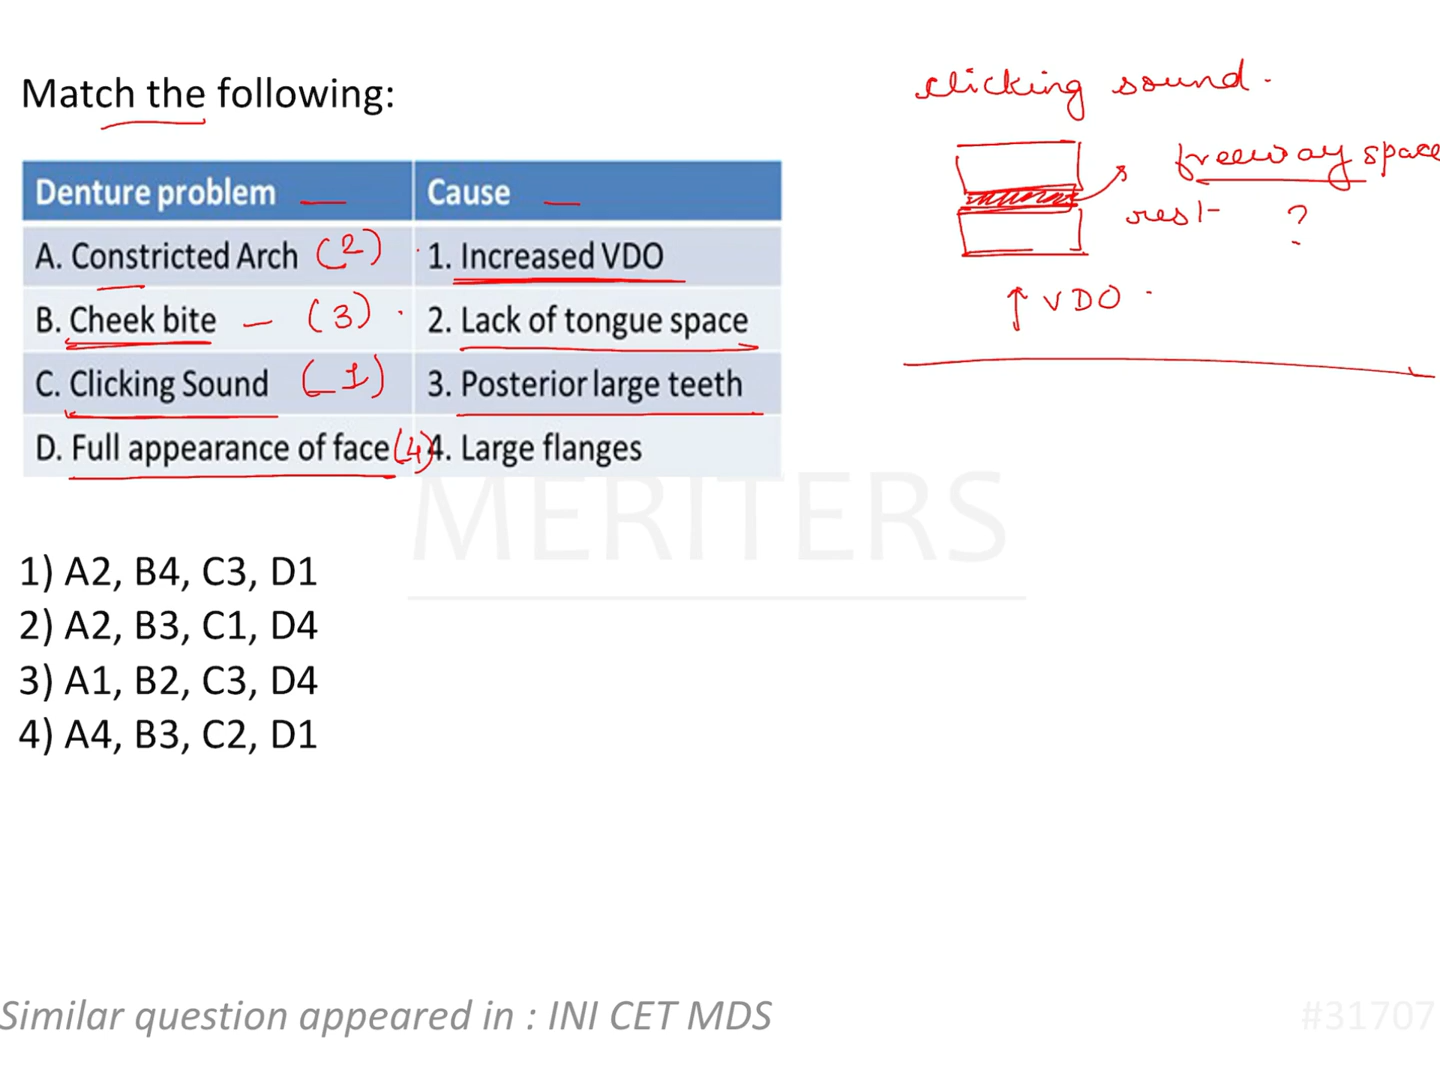 Match the following:
Denture problem Cause
A. Constricted Arch (2) 1. Increased VDO
B. Cheek bite – (3) 2. Lack of tongue space
C. Clicking Sound (1) 3. Posterior large teeth
D. Full appearance of face (4) 4. Large flanges
clicking sound.
freeway space
rest ?
↑ VDO
MERITERS
1) A2, B4, C3, D1
2) A2, B3, C1, D4
3) A1, B2, C3, D4
4) A4, B3, C2, D1
Similar question appeared in : INI CET MDS
#31707